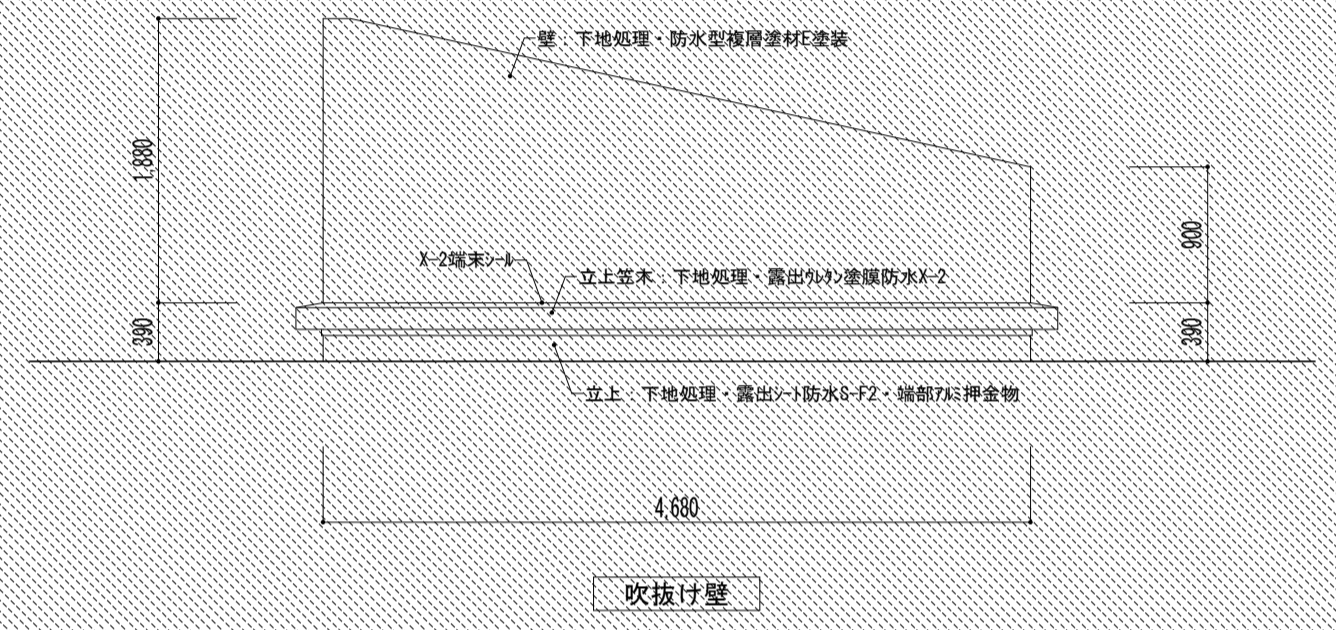 壁：下地処理・防水型複層塗材E塗装
1,880
900
X-2端末シール
立上笠木：下地処理・露出ウレタン塗膜防水X-2
390
390
立上：下地処理・露出シート防水S-F2・端部アルミ押金物
4,680
吹抜け壁